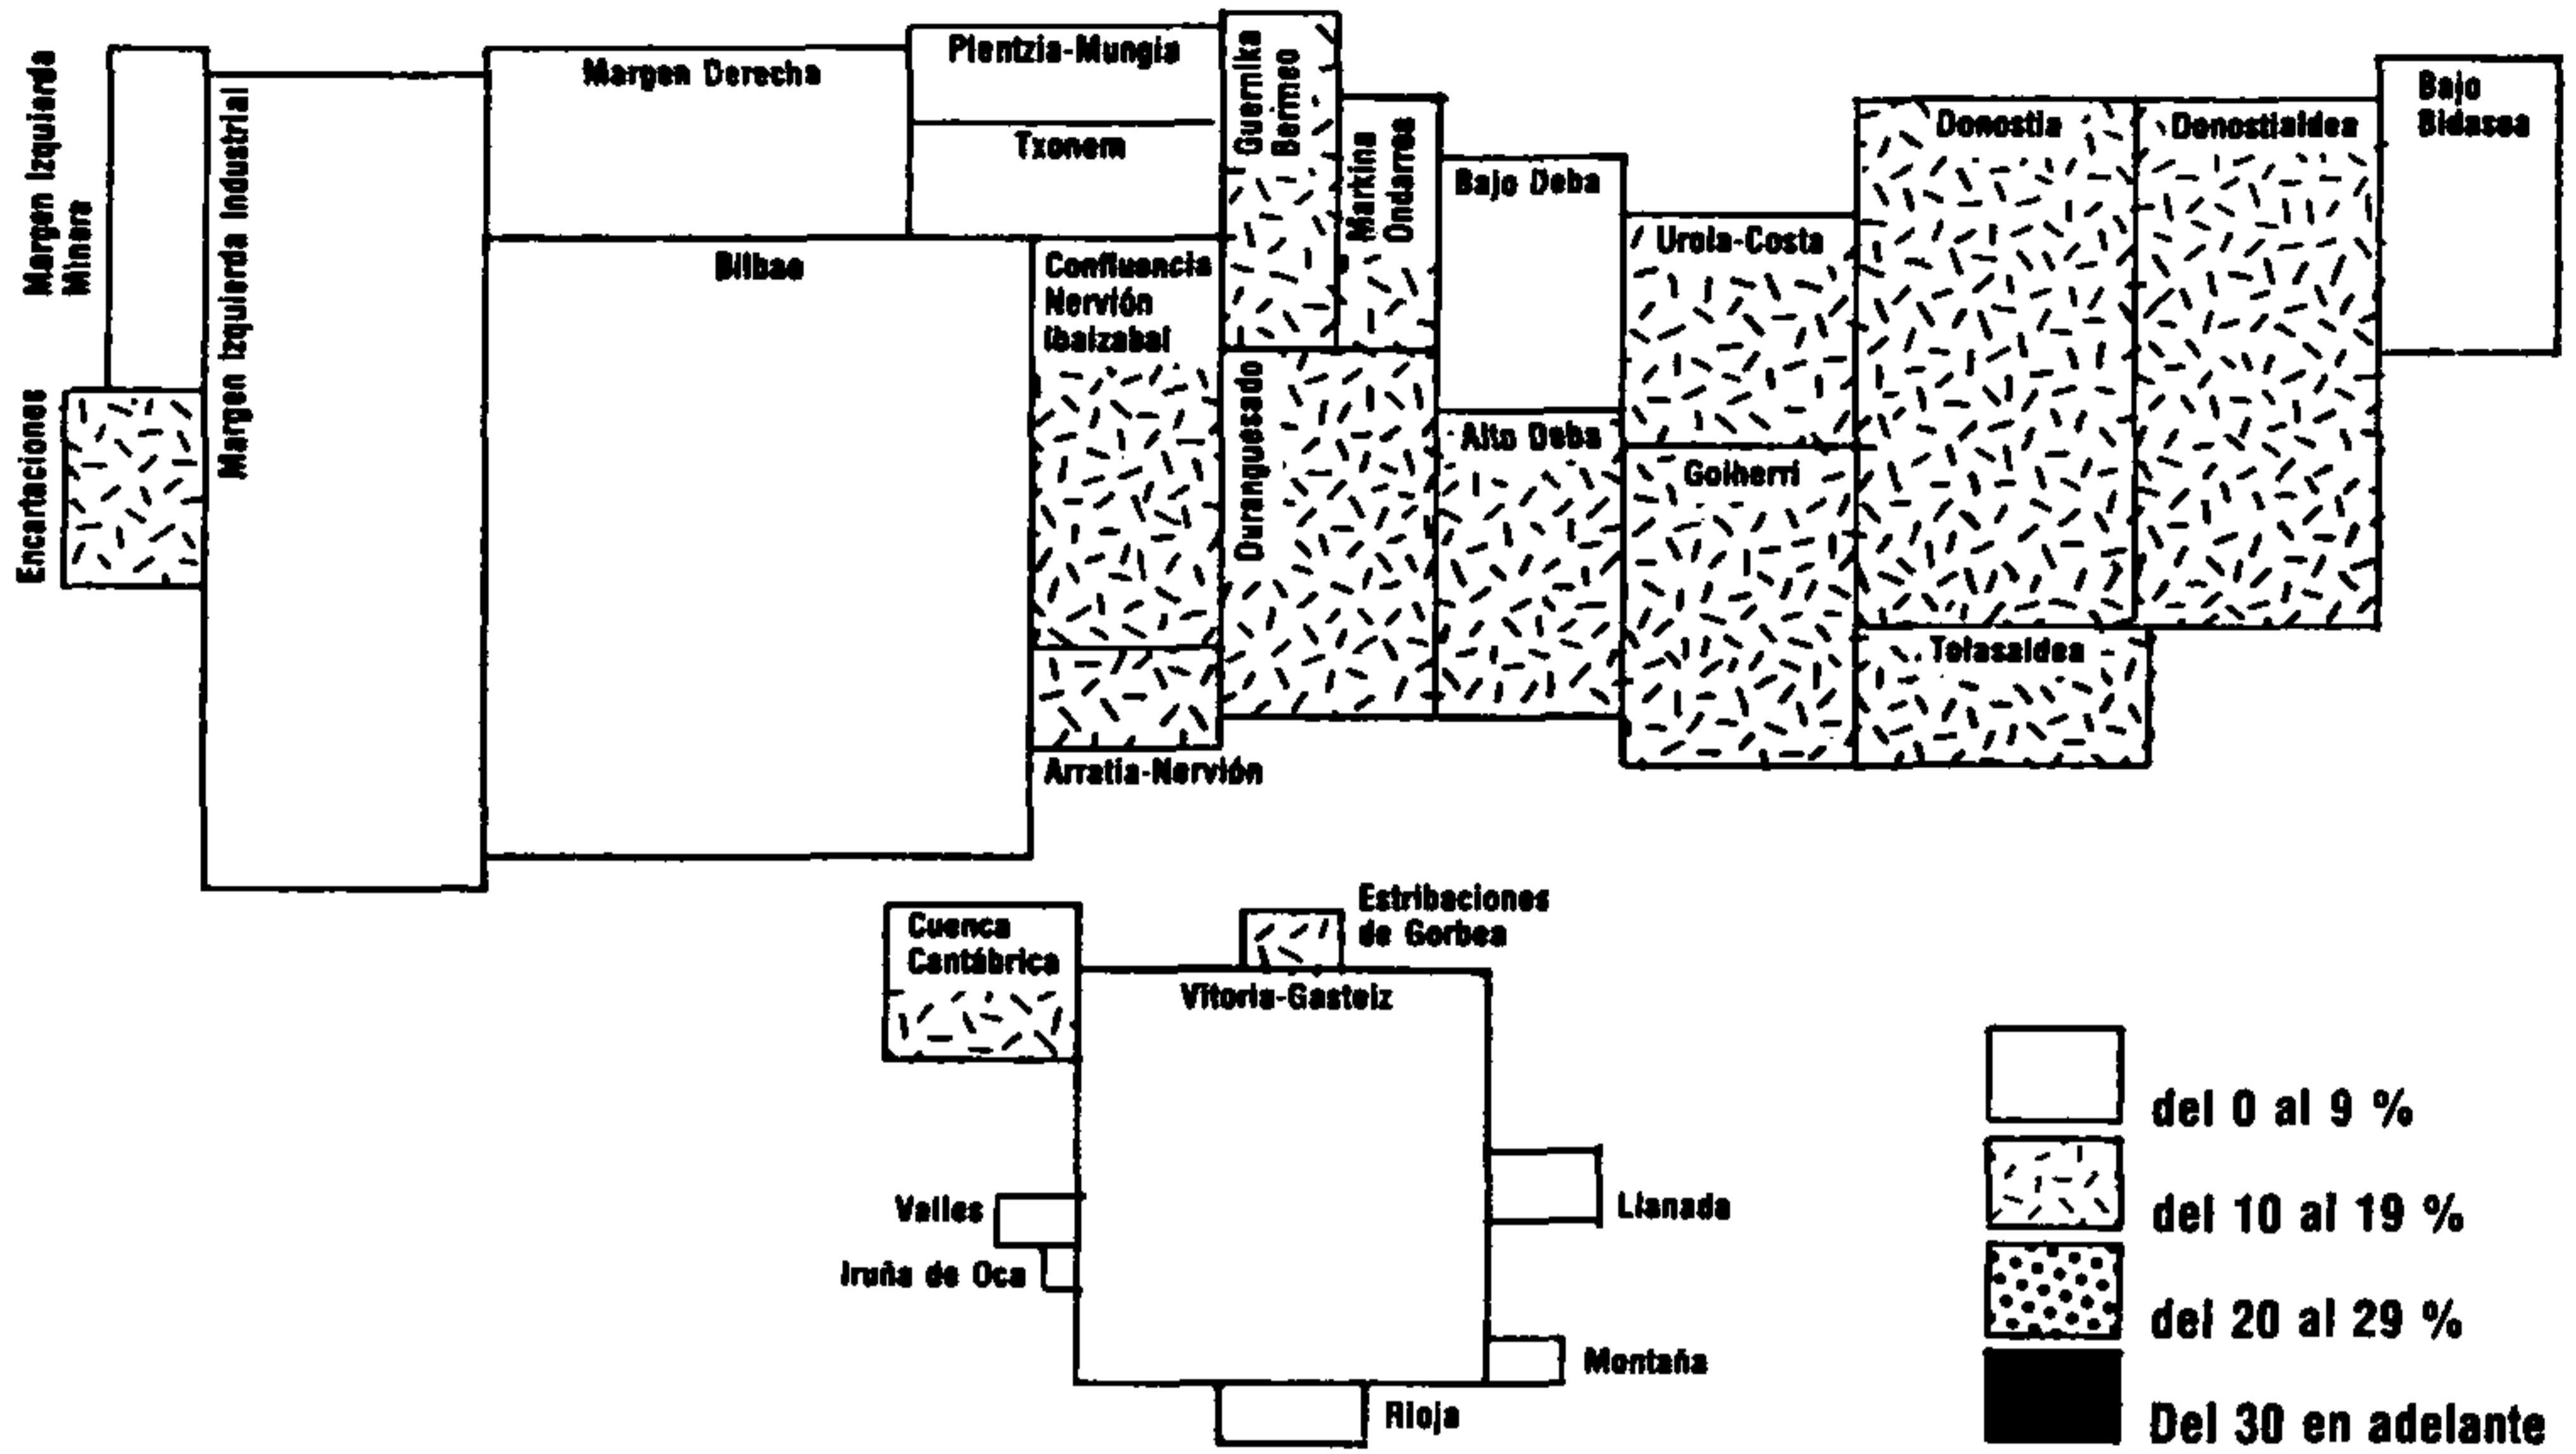 Margen Izquierda
Minera
Encartaciones
Margen Izquierda Industrial
Margen Derecha
Plentzia-Mungia
Txonem
Bilbao
Confluencia
Nervión
Ibaizabal
Arratia-Nervión
Guernika
Bermeo
Markina
Ondarroa
Duranguesado
Bajo Deba
Alto Deba
Urola-Costa
Goiherri
Donostia
Donostialdea
Tolasaldea
Bajo
Bidasoa
Cuenca
Cantábrica
Estribaciones
de Gorbea
Vitoria-Gasteiz
Valles
Iruña de Oca
Llanada
Montaña
Rioja
del 0 al 9 %
del 10 al 19 %
del 20 al 29 %
Del 30 en adelante